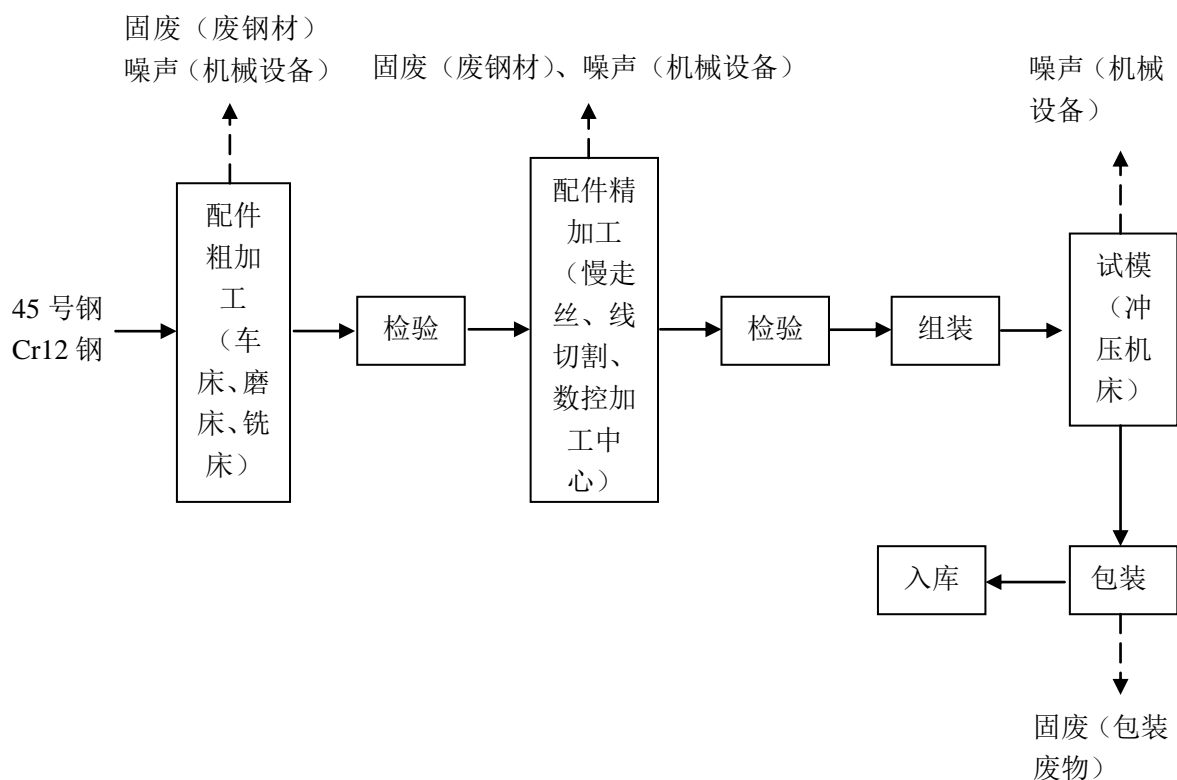 固废（废钢材）
噪声（机械设备）
固废（废钢材）、噪声（机械设备）
噪声（机械
设备）
45 号钢
Cr12 钢
配件
粗加
工
（车
床、磨
床、铣
床）
检验
配件精
加工
（慢走
丝、线
切割、
数控加
工中
心）
检验
组装
试模
（冲
压机
床）
入库
包装
固废（包装
废物）